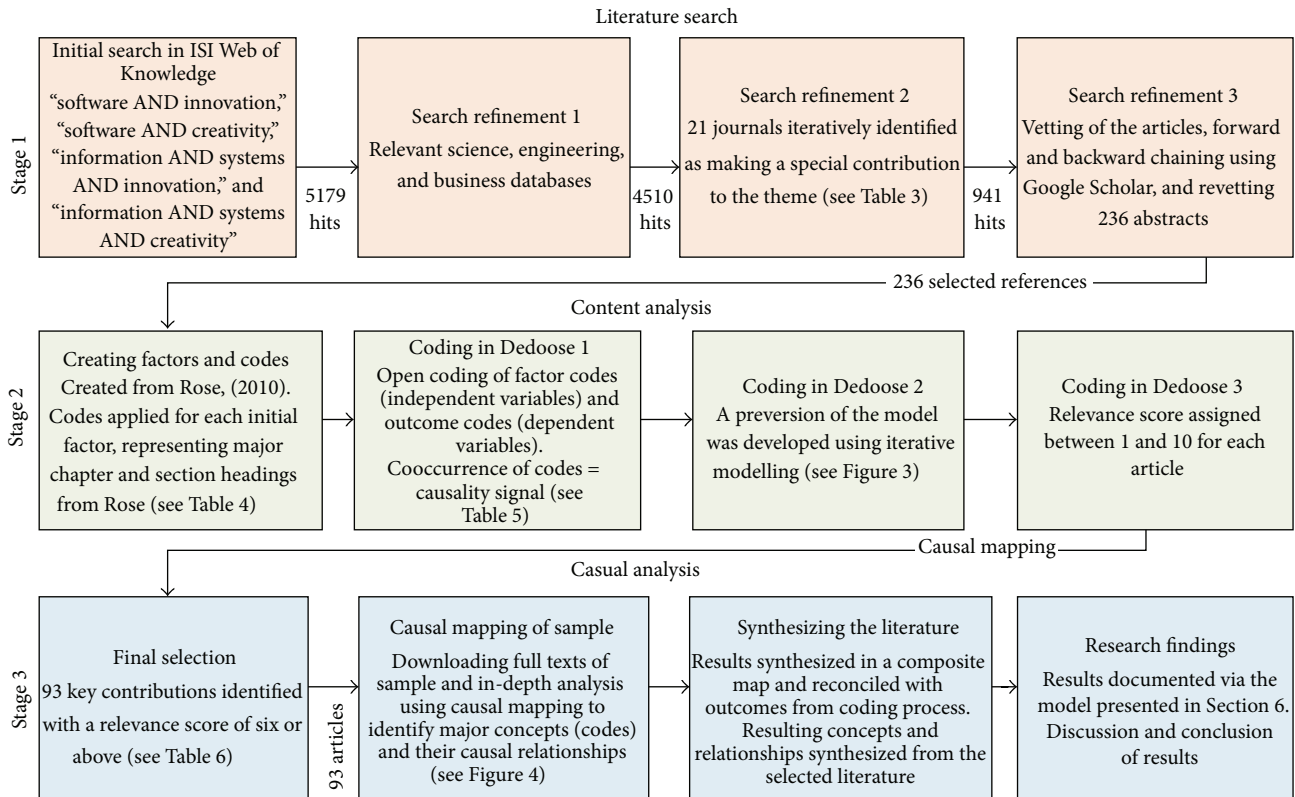 Literature search
Stage 1
Initial search in ISI Web of
Knowledge
“software AND innovation,”
“software AND creativity,”
“information AND systems
AND innovation,” and
“information AND systems
AND creativity”
5179
hits
Search refinement 1
Relevant science, engineering,
and business databases
4510
hits
Search refinement 2
21 journals iteratively identified
as making a special contribution
to the theme (see Table 3)
941
hits
Search refinement 3
Vetting of the articles, forward
and backward chaining using
Google Scholar, and revetting
236 abstracts
236 selected references
Content analysis
Stage 2
Creating factors and codes
Created from Rose, (2010).
Codes applied for each initial
factor, representing major
chapter and section headings
from Rose (see Table 4)
Coding in Dedoose 1
Open coding of factor codes
(independent variables) and
outcome codes (dependent
variables).
Cooccurrence of codes =
causality signal (see
Table 5)
Coding in Dedoose 2
A preversion of the model
was developed using iterative
modelling (see Figure 3)
Coding in Dedoose 3
Relevance score assigned
between 1 and 10 for each
article
Causal mapping
Casual analysis
Stage 3
Final selection
93 key contributions identified
with a relevance score of six or
above (see Table 6)
93 articles
Causal mapping of sample
Downloading full texts of
sample and in-depth analysis
using causal mapping to
identify major concepts (codes)
and their causal relationships
(see Figure 4)
Synthesizing the literature
Results synthesized in a composite
map and reconciled with
outcomes from coding process.
Resulting concepts and
relationships synthesized from the
selected literature
Research findings
Results documented via the
model presented in Section 6.
Discussion and conclusion
of results